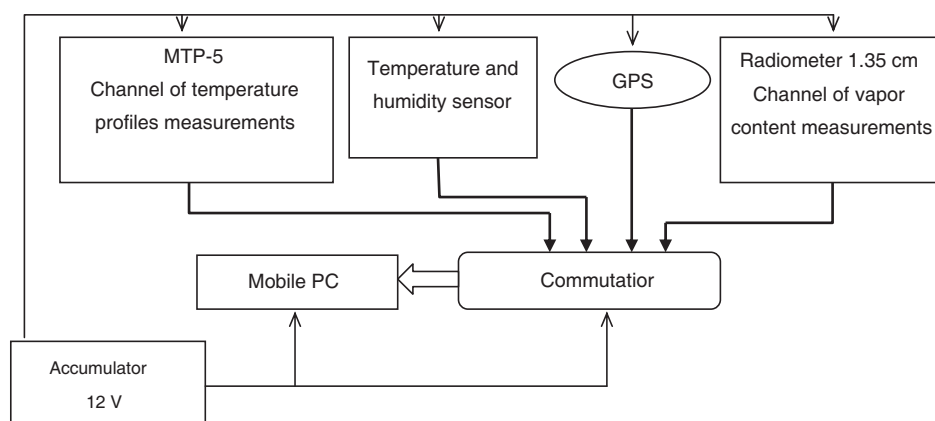 MTP-5
Channel of temperature
profiles measurements
Temperature and
humidity sensor
GPS
Radiometer 1.35 cm
Channel of vapor
content measurements
Mobile PC
Commutatior
Accumulator
12 V